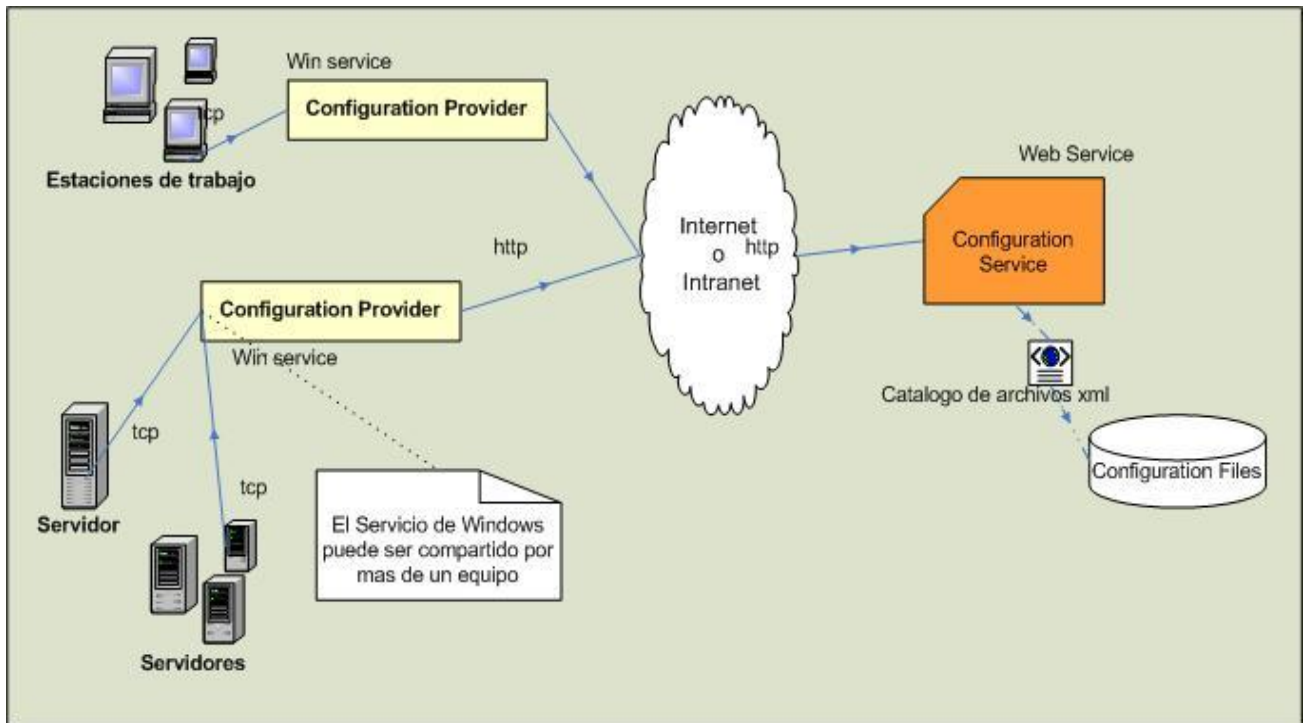 Win service
Configuration Provider
tcp
Estaciones de trabajo
Web Service
Internet
o
Intranet
http
http
Configuration
Service
Configuration Provider
Win service
Catalogo de archivos xml
tcp
Configuration Files
tcp
Servidor
El Servicio de Windows
puede ser compartido por
mas de un equipo
Servidores